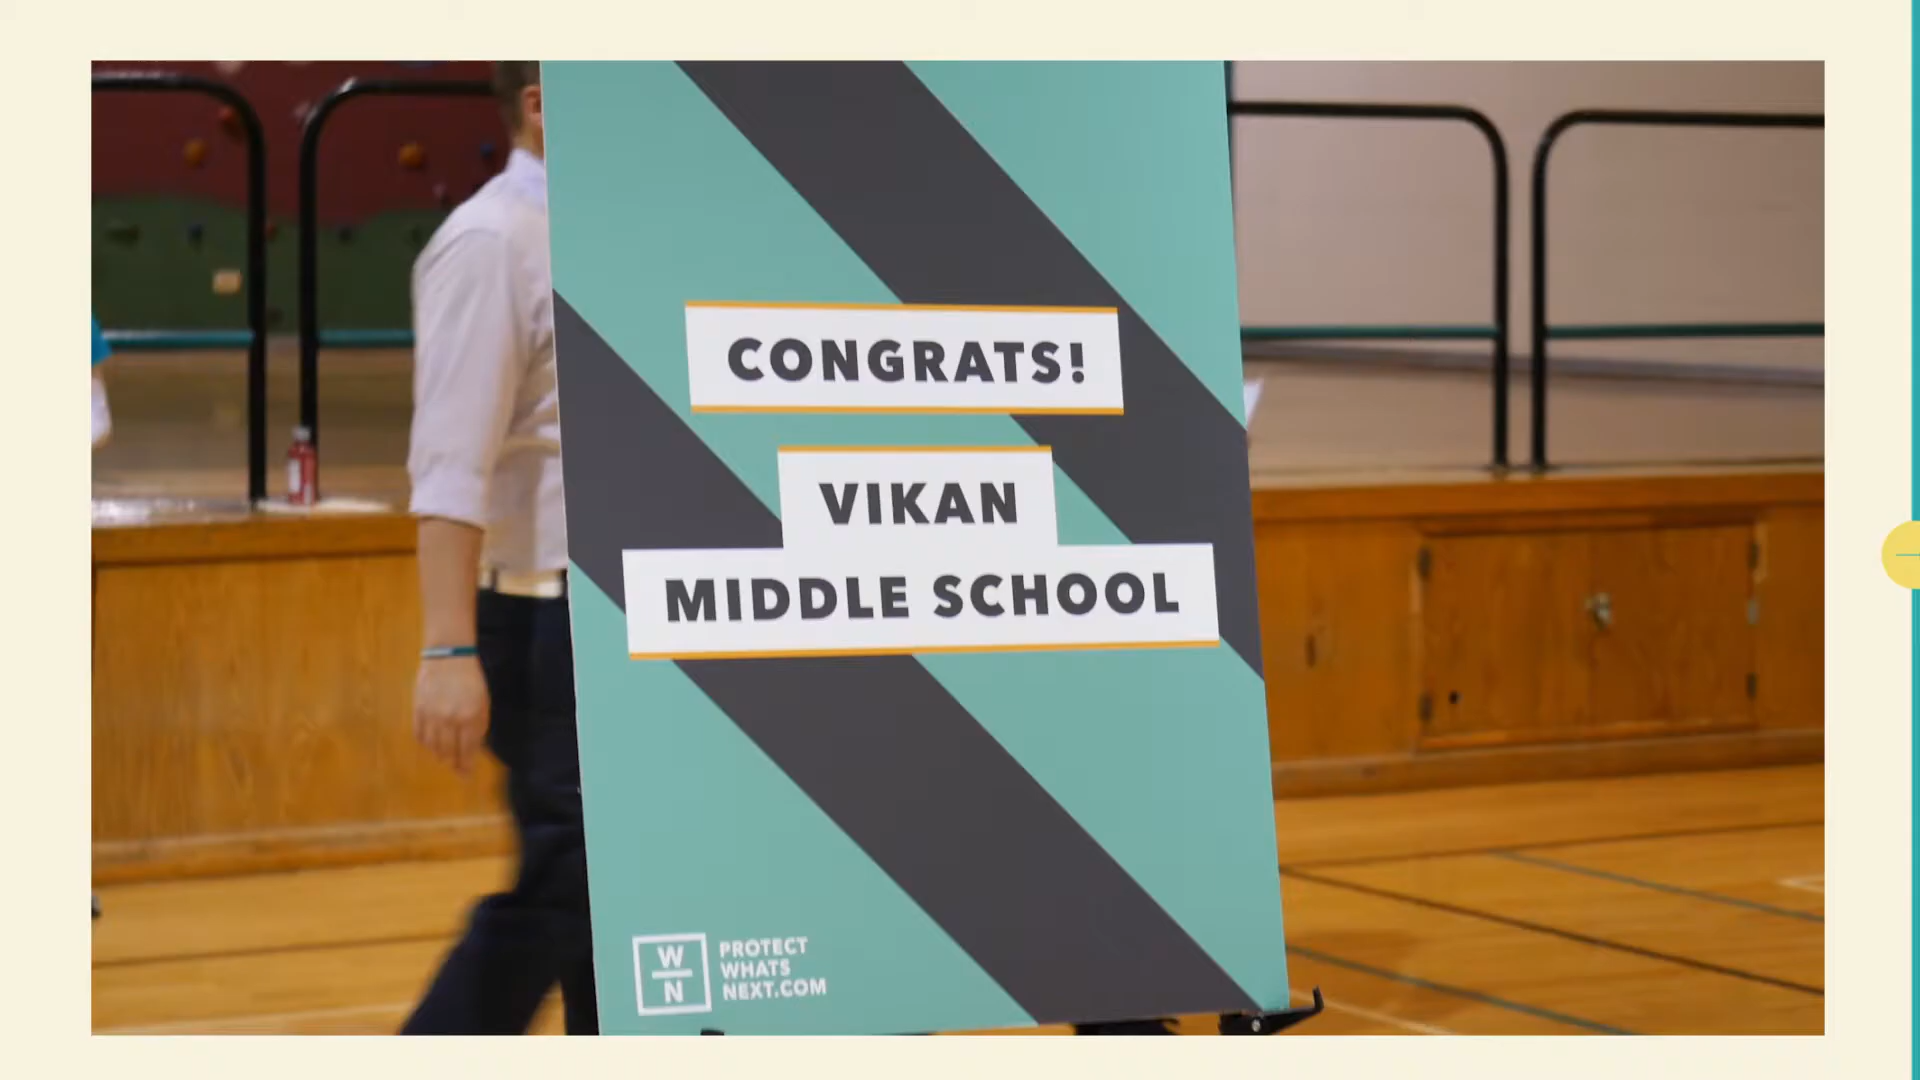 CONGRATS!
VIKAN
MIDDLE SCHOOL
W
N
PROTECT
WHATS
NEXT.COM